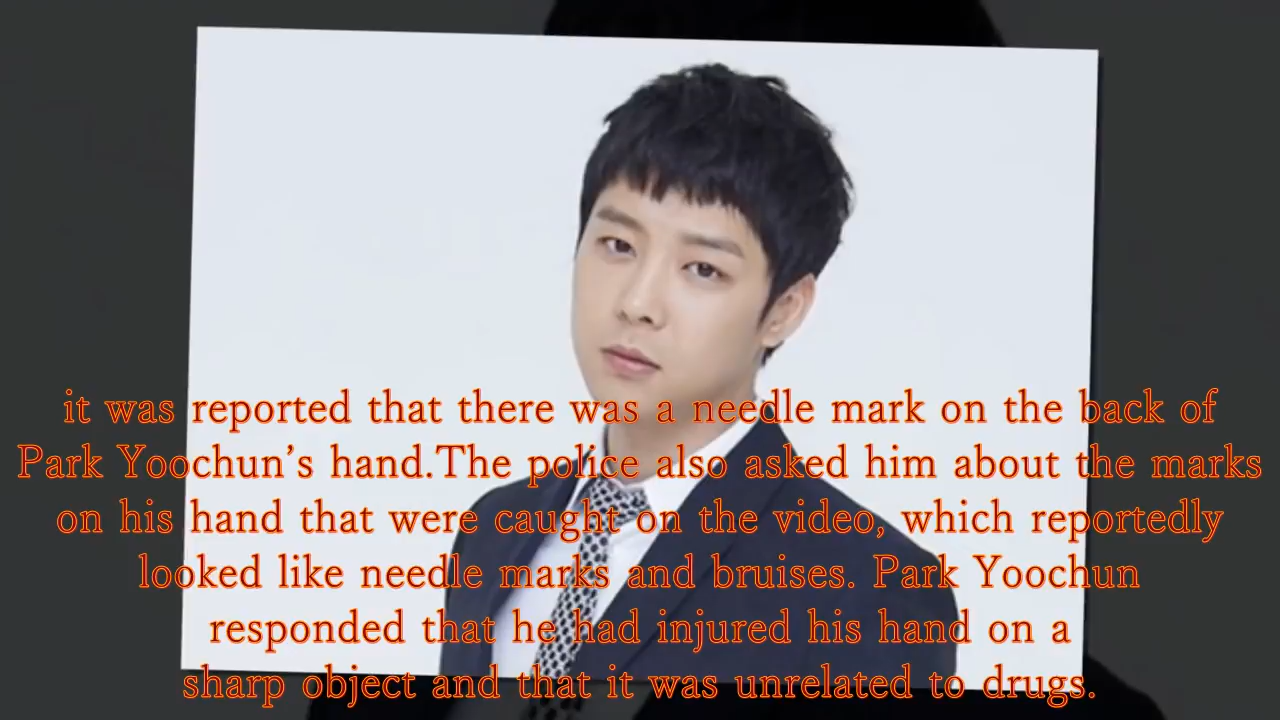 it was reported that there was a needle mark on the back of
Park Yoochun’s hand.The police also asked him about the marks
on his hand that were caught on the video, which reportedly
looked like needle marks and bruises. Park Yoochun
responded that he had injured his hand on a
sharp object and that it was unrelated to drugs.